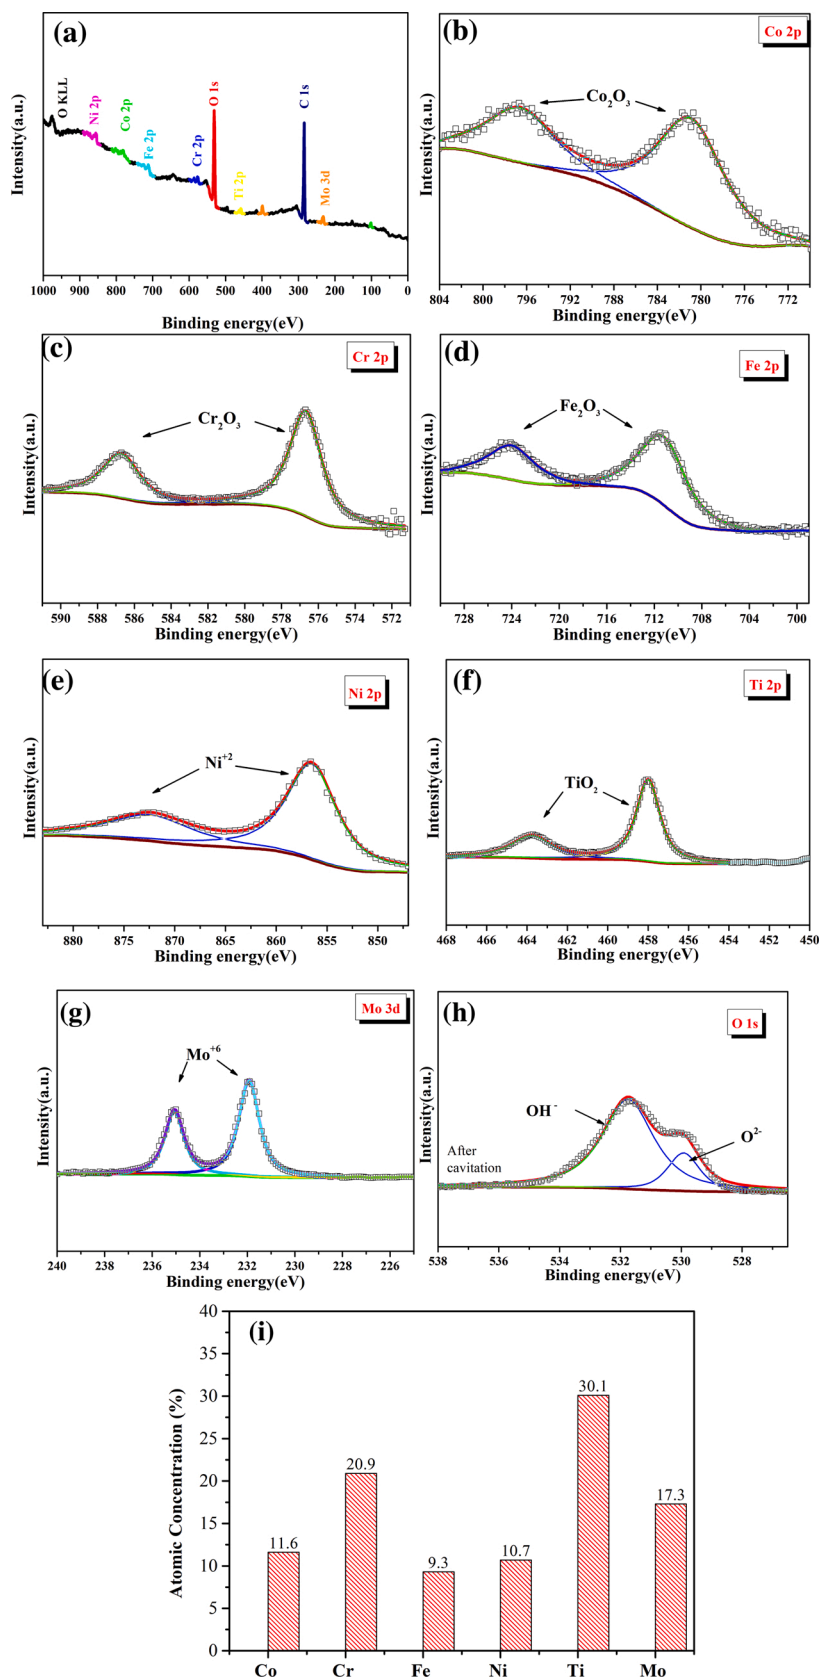 (a)
O KLL
Ni 2p
Co 2p
Fe 2p
Cr 2p
O 1s
Ti 2p
C 1s
Mo 3d
Intensity(a.u.)
1000 900 800 700 600 500 400 300 200 100 0
Binding energy(eV)
(b)
Co 2p
Co₂O₃
Intensity(a.u.)
804 800 796 792 788 784 780 776 772
Binding energy(eV)
(c)
Cr 2p
Cr₂O₃
Intensity(a.u.)
590 588 586 584 582 580 578 576 574 572
Binding energy(eV)
(d)
Fe 2p
Fe₂O₃
Intensity(a.u.)
728 724 720 716 712 708 704 700
Binding energy(eV)
(e)
Ni 2p
Ni⁺²
Intensity(a.u.)
880 875 870 865 860 855 850
Binding energy(eV)
(f)
Ti 2p
TiO₂
Intensity(a.u.)
468 466 464 462 460 458 456 454 452 450
Binding energy(eV)
(g)
Mo 3d
Mo⁺⁶
Intensity(a.u.)
240 238 236 234 232 230 228 226
Binding energy(eV)
(h)
O 1s
OH⁻
O²⁻
After
cavitation
Intensity(a.u.)
538 536 534 532 530 528
Binding energy(eV)
(i)
Atomic Concentration (%)
40
35
30
25
20
15
10
5
0
11.6
20.9
9.3
10.7
30.1
17.3
Co Cr Fe Ni Ti Mo